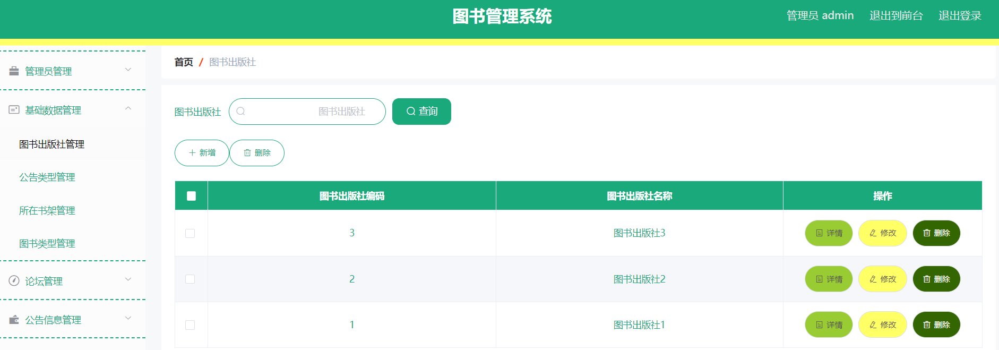 图书管理系统
管理员 admin 退出到前台 退出登录
首页 / 图书出版社
管理员管理
基础数据管理
图书出版社管理
公告类型管理
所在书架管理
图书类型管理
论坛管理
公告信息管理
图书出版社 图书出版社 查询
新增 删除
图书出版社编码 图书出版社名称 操作
3 图书出版社3 详情 修改 删除
2 图书出版社2 详情 修改 删除
1 图书出版社1 详情 修改 删除